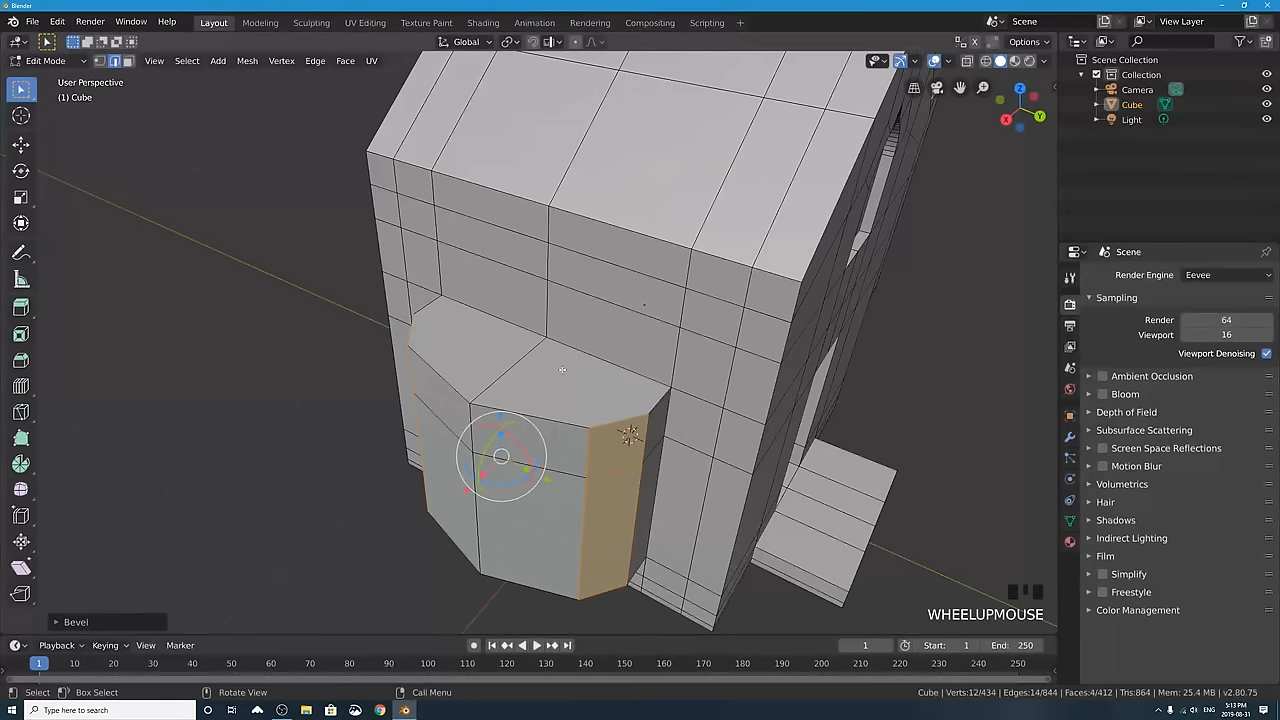 Blender
File Edit Render Window Help Layout Modeling Sculpting UV Editing Texture Paint Shading Animation Rendering Compositing Scripting + Scene View Layer
Global Options
Edit Mode View Select Add Mesh Vertex Edge Face UV
User Perspective
(1) Cube
Z
Y
X
Scene Collection
Collection
Camera
Cube
Light
Scene
Render Engine Eevee
Sampling
Render 64
Viewport 16
Viewport Denoising
Ambient Occlusion
Bloom
Depth of Field
Subsurface Scattering
Screen Space Reflections
Motion Blur
Volumetrics
Hair
Shadows
Indirect Lighting
Film
Simplify
Freestyle
Color Management
WHEELUPMOUSE
Bevel
Playback Keying View Marker 1 Start: 1 End: 250
1 10 20 30 40 50 60 70 80 90 100 110 120 130 140 150 160 170 180 190 200 210 220 230 240 250
Select Box Select Rotate View Call Menu Cube | Verts:12/434 | Edges:14/844 | Faces:4/412 | Tris:864 | Mem: 25.4 MB | v2.80.75
Type here to search ENG 5:13 PM
2019-08-31